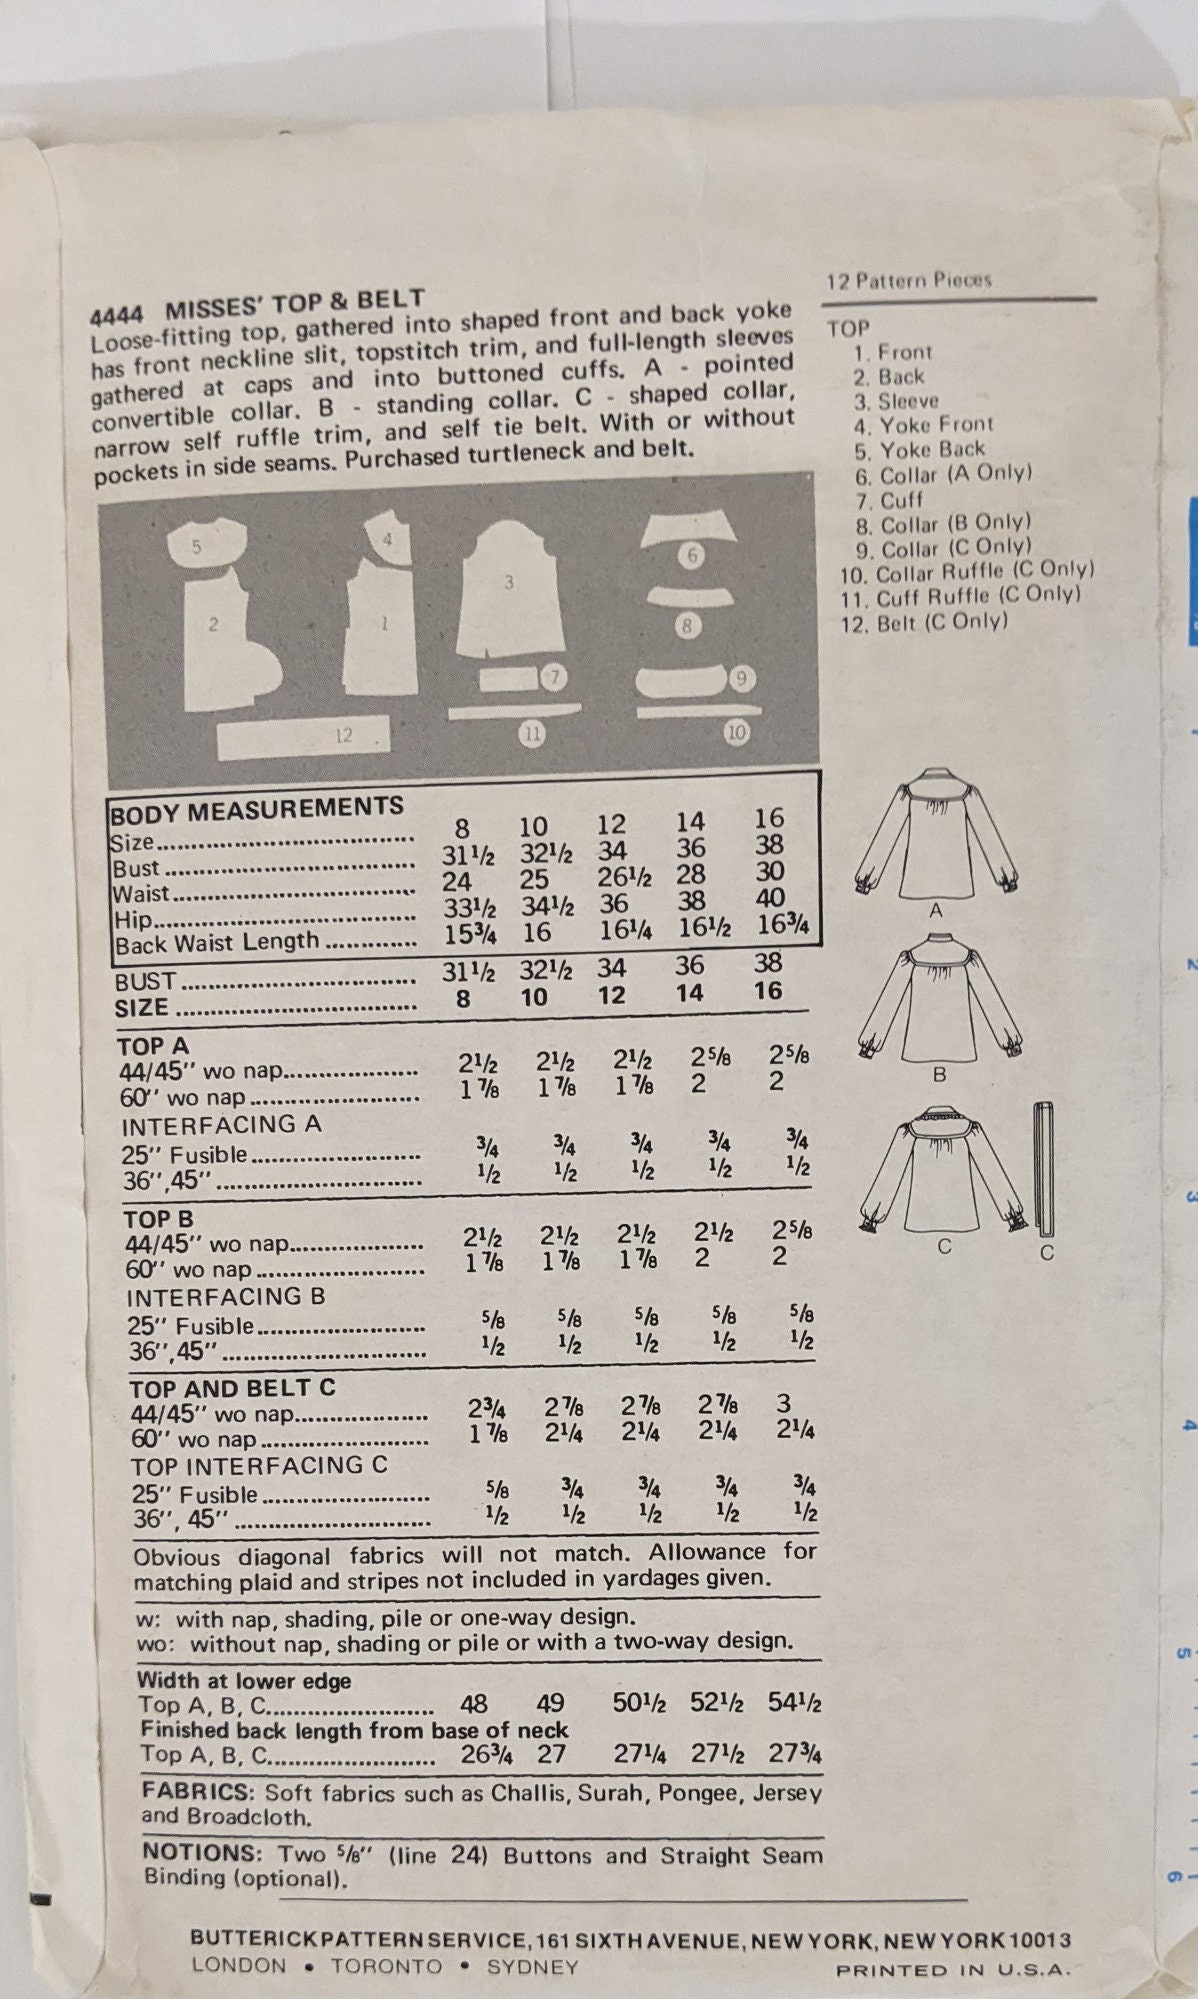 4444 MISSES' TOP & BELT
Loose-fitting top, gathered into shaped front and back yoke
has front neckline slit, topstitch trim, and full-length sleeves
gathered at caps and into buttoned cuffs. A - pointed
convertible collar. B - standing collar. C - shaped collar,
narrow self ruffle trim, and self tie belt. With or without
pockets in side seams. Purchased turtleneck and belt.
12 Pattern Pieces
TOP
1. Front
2. Back
3. Sleeve
4. Yoke Front
5. Yoke Back
6. Collar (A Only)
7. Cuff
8. Collar (B Only)
9. Collar (C Only)
10. Collar Ruffle (C Only)
11. Cuff Ruffle (C Only)
12. Belt (C Only)
5 4 3 6
2 1 8
7 9
12 11 10
BODY MEASUREMENTS
Size 8 10 12 14 16
Bust 31½ 32½ 34 36 38
Waist 24 25 26½ 28 30
Hip 33½ 34½ 36 38 40
Back Waist Length 15¾ 16 16¼ 16½ 16¾
BUST 31½ 32½ 34 36 38
SIZE 8 10 12 14 16
TOP A
44/45" wo nap 2½ 2½ 2½ 2⅝ 2⅝
60" wo nap 1⅞ 1⅞ 1⅞ 2 2
INTERFACING A
25" Fusible ¾ ¾ ¾ ¾ ¾
36",45" ½ ½ ½ ½ ½
TOP B
44/45" wo nap 2½ 2½ 2½ 2½ 2⅝
60" wo nap 1⅞ 1⅞ 1⅞ 2 2
INTERFACING B
25" Fusible ⅝ ⅝ ⅝ ⅝ ⅝
36",45" ½ ½ ½ ½ ½
TOP AND BELT C
44/45" wo nap 2¾ 2⅞ 2⅞ 2⅞ 3
60" wo nap 1⅞ 2¼ 2¼ 2¼ 2¼
TOP INTERFACING C
25" Fusible ⅝ ¾ ¾ ¾ ¾
36", 45" ½ ½ ½ ½ ½
Obvious diagonal fabrics will not match. Allowance for
matching plaid and stripes not included in yardages given.
w: with nap, shading, pile or one-way design.
wo: without nap, shading or pile or with a two-way design.
Width at lower edge
Top A, B, C 48 49 50½ 52½ 54½
Finished back length from base of neck
Top A, B, C 26¾ 27 27¼ 27½ 27¾
FABRICS: Soft fabrics such as Challis, Surah, Pongee, Jersey
and Broadcloth.
NOTIONS: Two ⅝" (line 24) Buttons and Straight Seam
Binding (optional).
A
B
C C
2
3
4
5
6
BUTTERICK PATTERN SERVICE, 161 SIXTH AVENUE, NEW YORK, NEW YORK 10013
LONDON • TORONTO • SYDNEY PRINTED IN U.S.A.